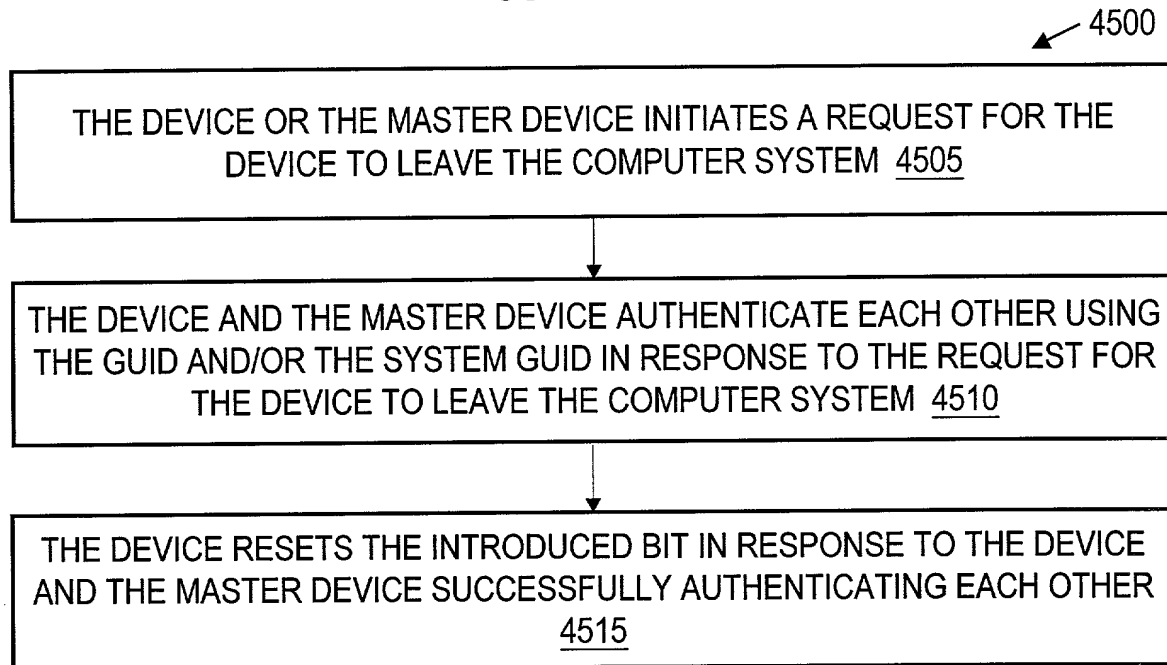 4500
THE DEVICE OR THE MASTER DEVICE INITIATES A REQUEST FOR THE
DEVICE TO LEAVE THE COMPUTER SYSTEM 4505
THE DEVICE AND THE MASTER DEVICE AUTHENTICATE EACH OTHER USING
THE GUID AND/OR THE SYSTEM GUID IN RESPONSE TO THE REQUEST FOR
THE DEVICE TO LEAVE THE COMPUTER SYSTEM 4510
THE DEVICE RESETS THE INTRODUCED BIT IN RESPONSE TO THE DEVICE
AND THE MASTER DEVICE SUCCESSFULLY AUTHENTICATING EACH OTHER
4515